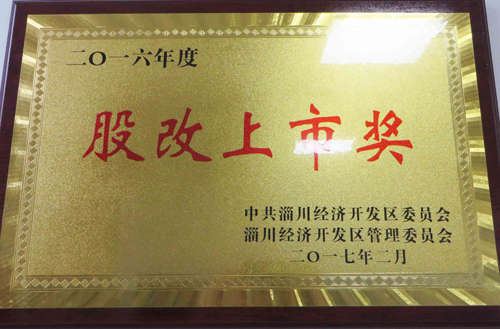 二〇一六年度
股改上市奖
中共淄川经济开发区委员会
淄川经济开发区管理委员会
二〇一七年二月